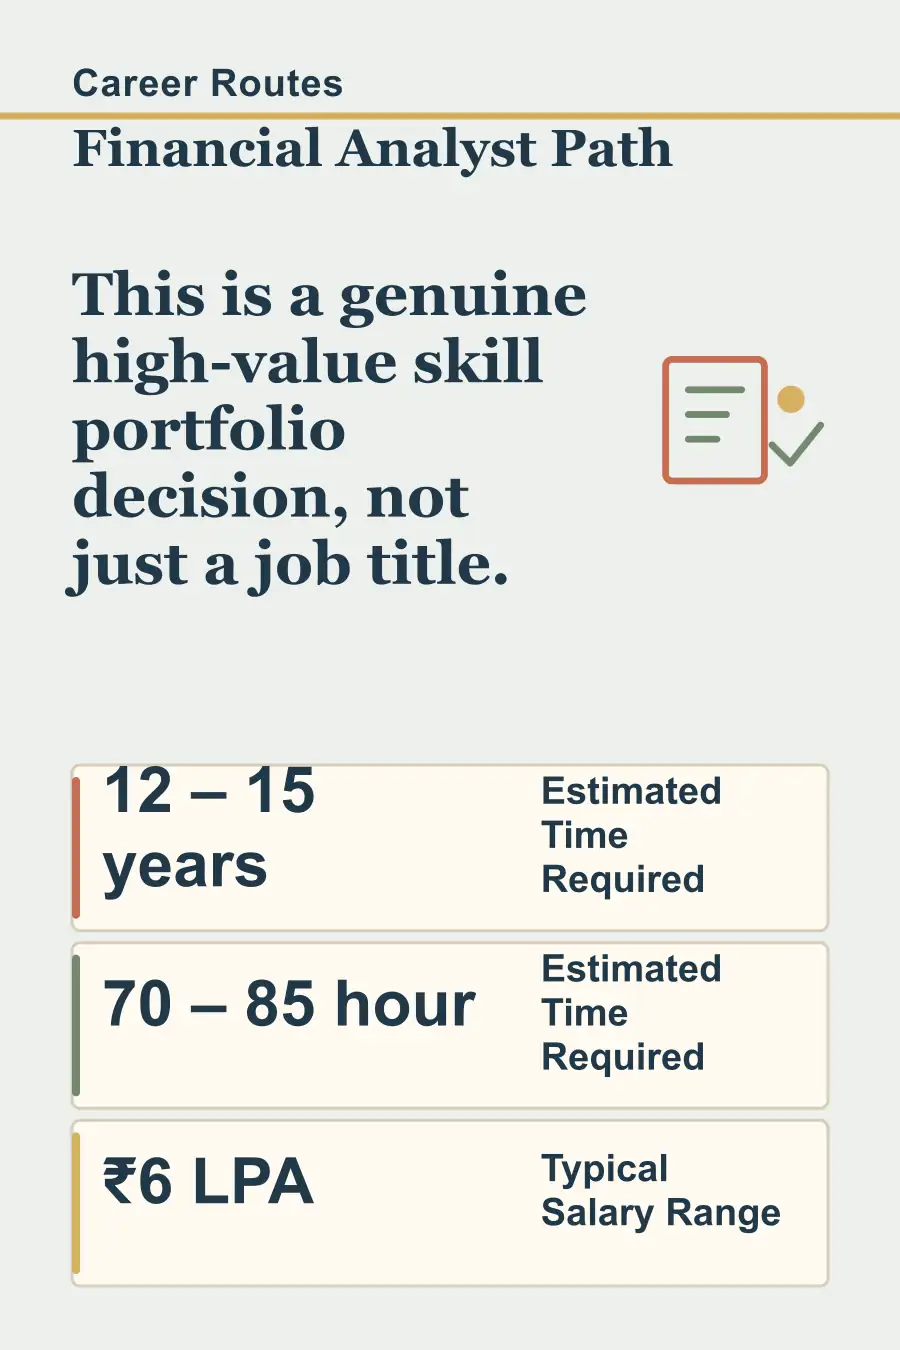 Career Routes
Financial Analyst Path
This is a genuine
high-value skill
portfolio
decision, not
just a job title.
12 – 15
years
Estimated
Time
Required
70 – 85 hour
Estimated
Time
Required
₹6 LPA
Typical
Salary Range